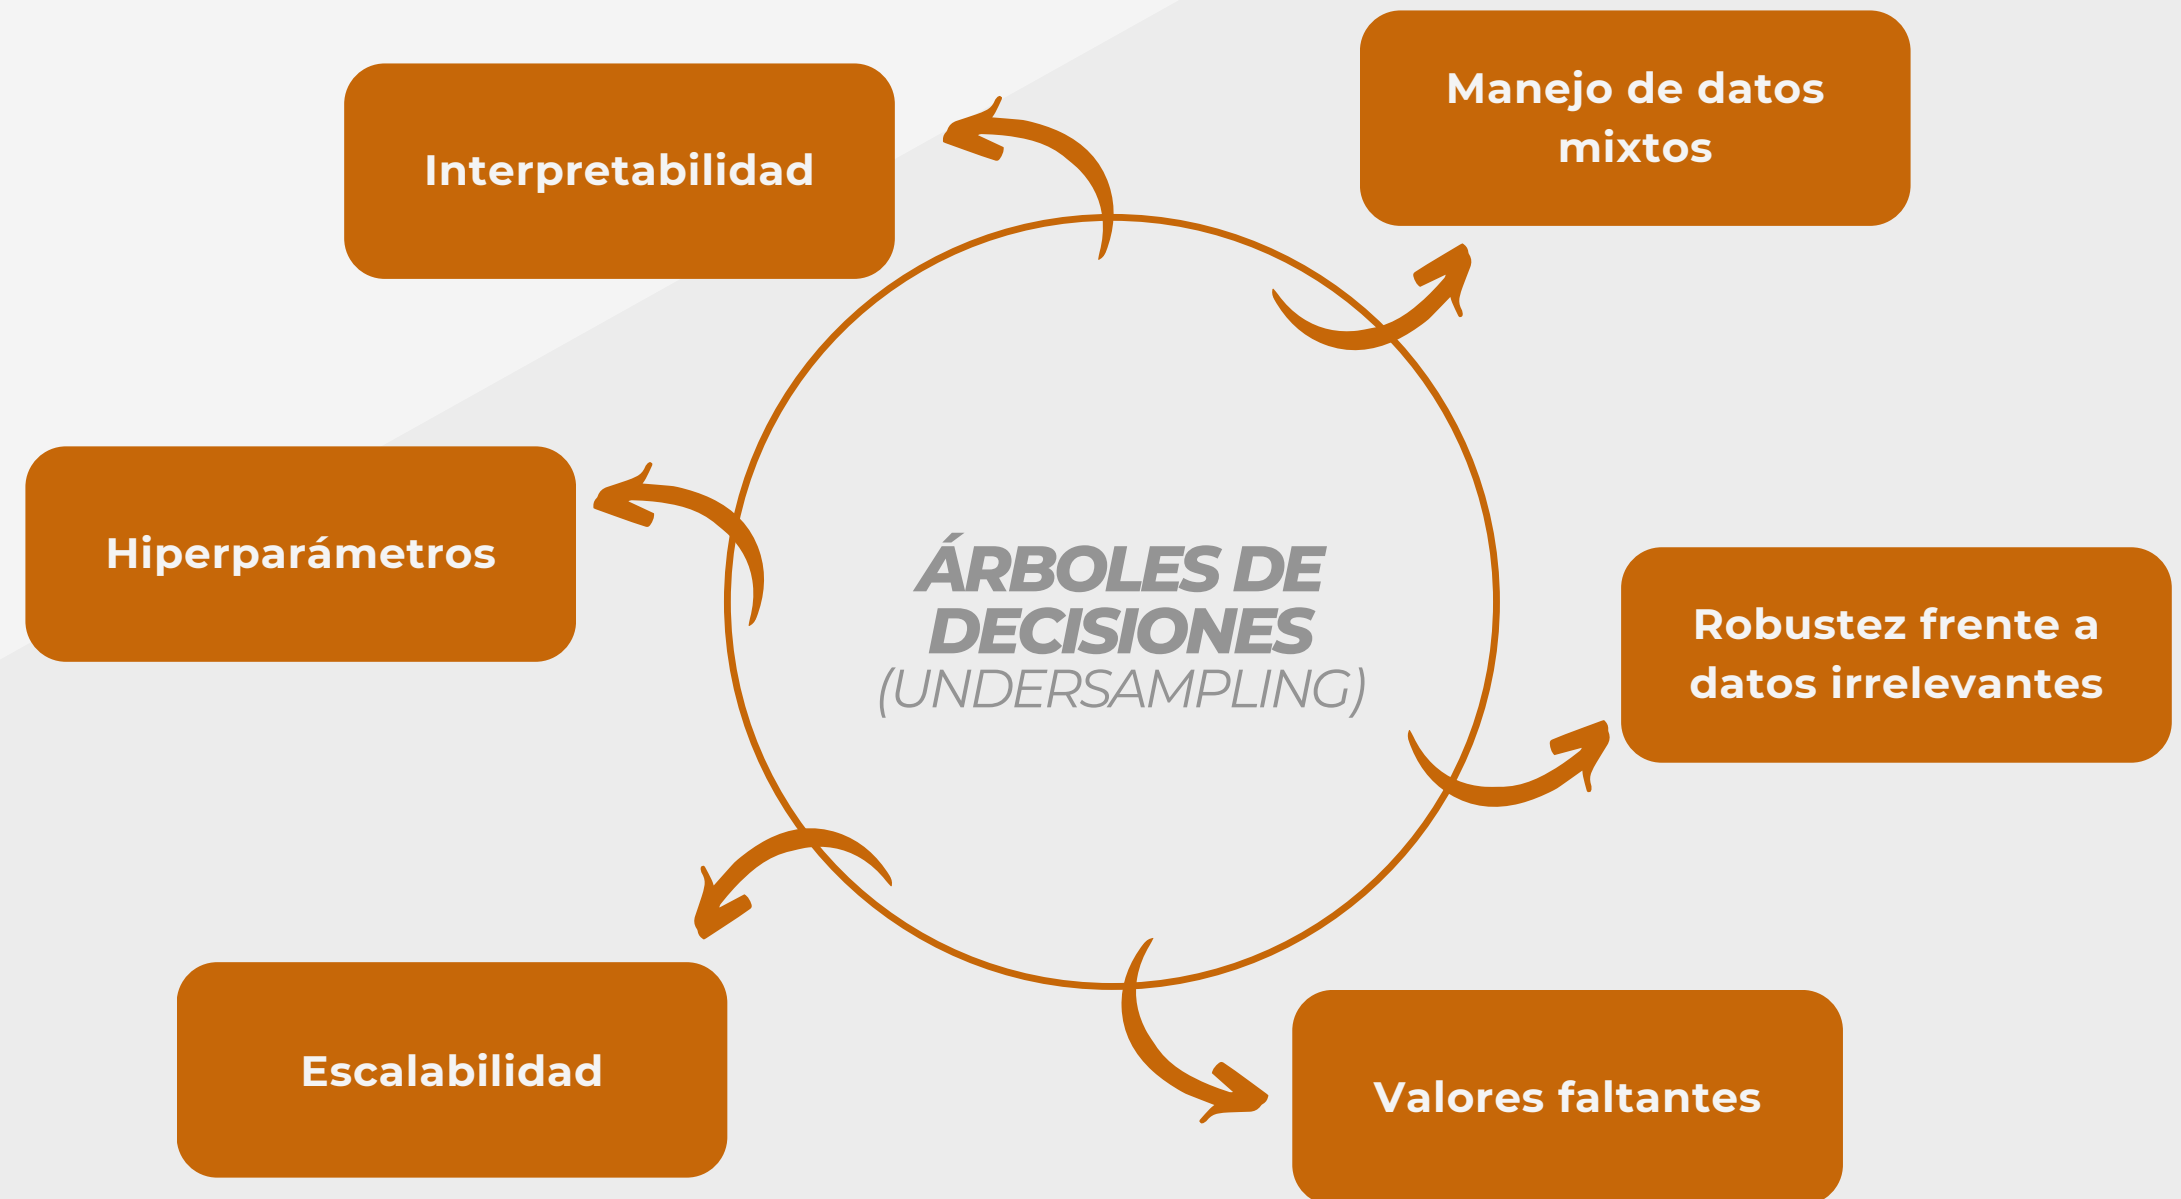 Manejo de datos
mixtos
Interpretabilidad
Hiperparámetros
ÁRBOLES DE
DECISIONES
(UNDERSAMPLING)
Robustez frente a
datos irrelevantes
Escalabilidad
Valores faltantes